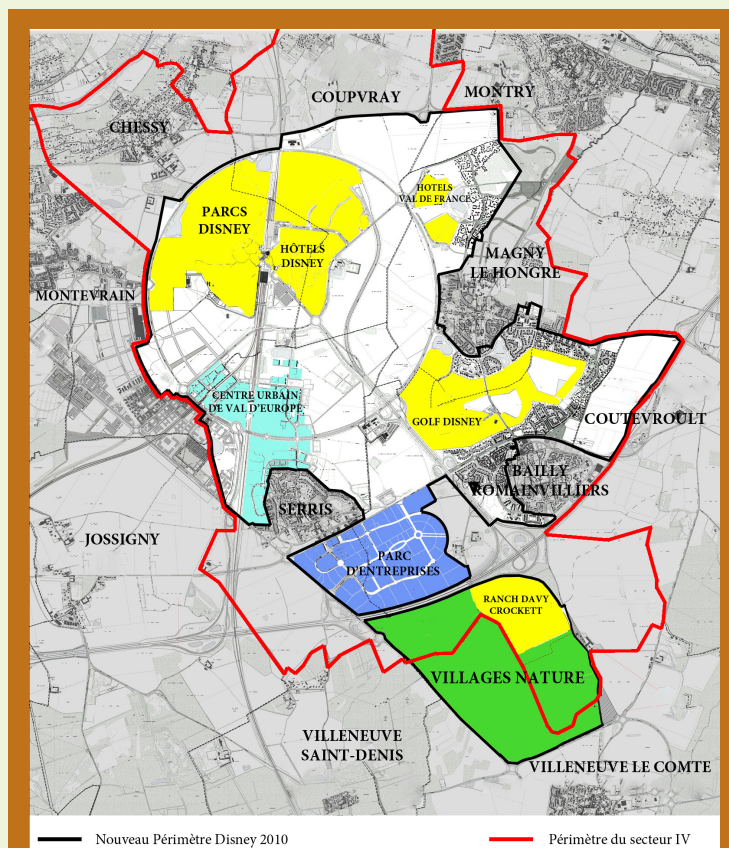 COUPVRAY
MONTRY
CHESSY
HOTELS
VAL DE FRANCE
PARCS
DISNEY
HÔTELS
DISNEY
MAGNY
LE HONGRE
MONTEVRAIN
CENTRE URBAIN
DE VAL D'EUROPE
GOLF DISNEY
COUTEVROULT
BAILLY
ROMAINVILLIERS
SERRIS
JOSSIGNY
PARC
D'ENTREPRISES
RANCH DAVY
CROCKETT
VILLAGES NATURE
VILLENEUVE
SAINT-DENIS
VILLENEUVE LE COMTE
Nouveau Périmètre Disney 2010
Périmètre du secteur IV